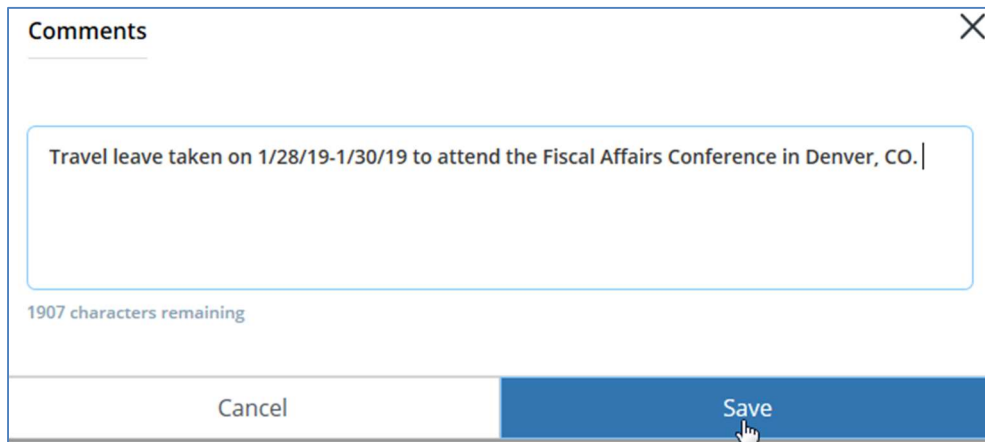 Comments
Travel leave taken on 1/28/19-1/30/19 to attend the Fiscal Affairs Conference in Denver, CO.
1907 characters remaining
Cancel
Save